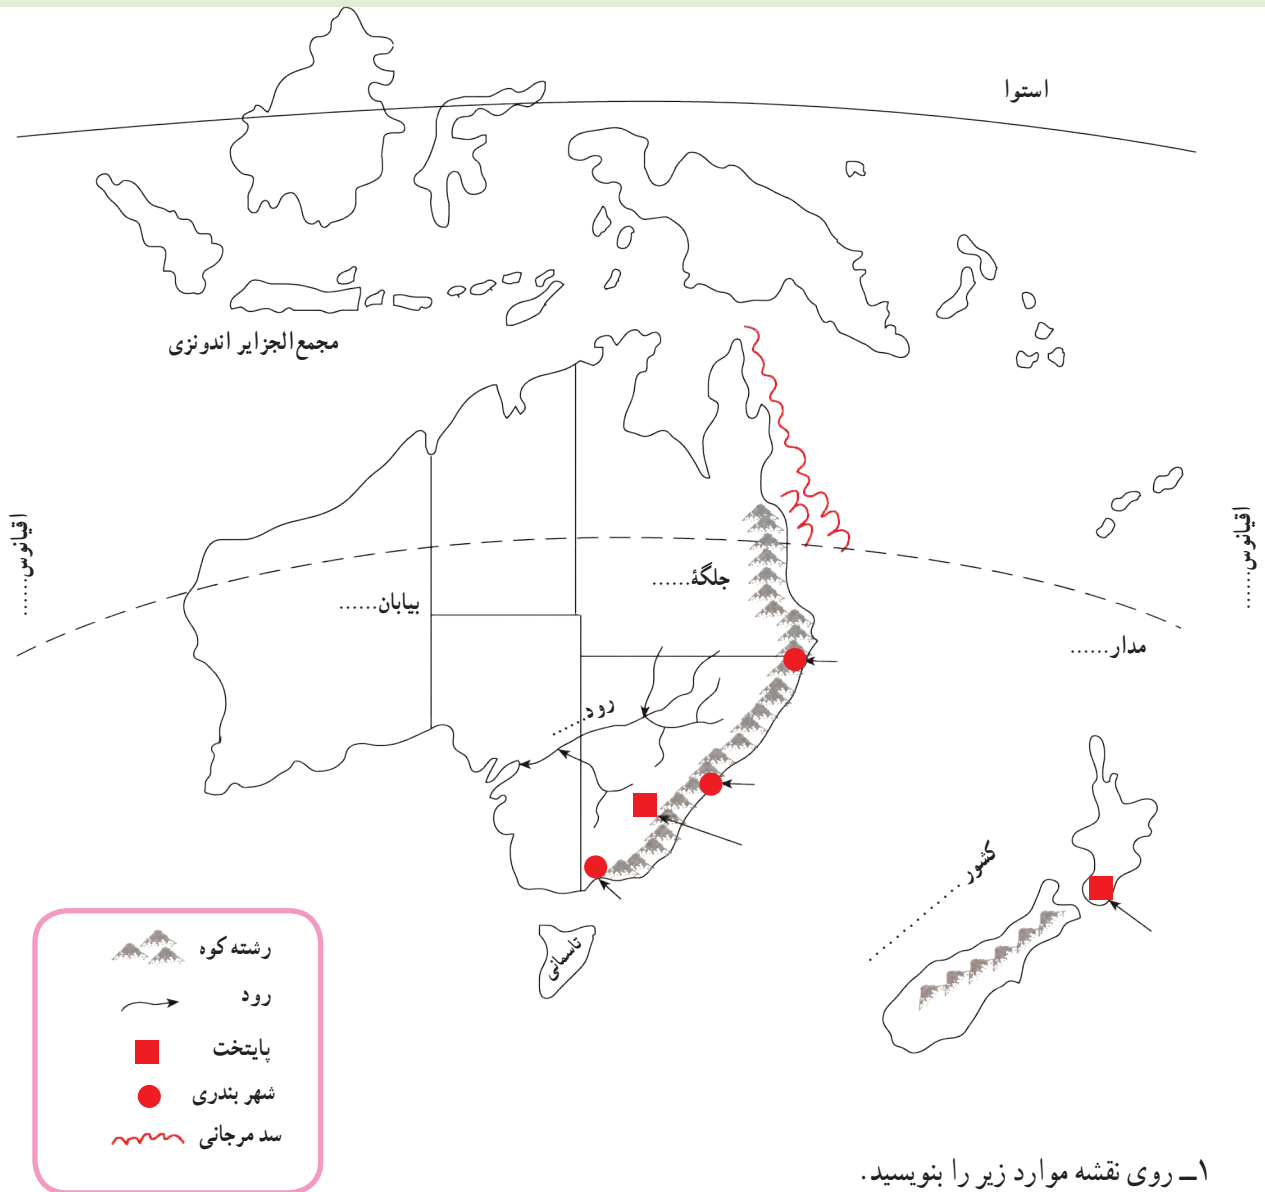 استوا
مجمع‌الجزایر اندونزی
اقیانوس......
اقیانوس......
جلگهٔ......
بیابان......
مدار......
رود......
کشور ...........
تاسمانی
رشته کوه
رود
پایتخت
شهر بندری
سد مرجانی
۱ــ روی نقشه موارد زیر را بنویسید.